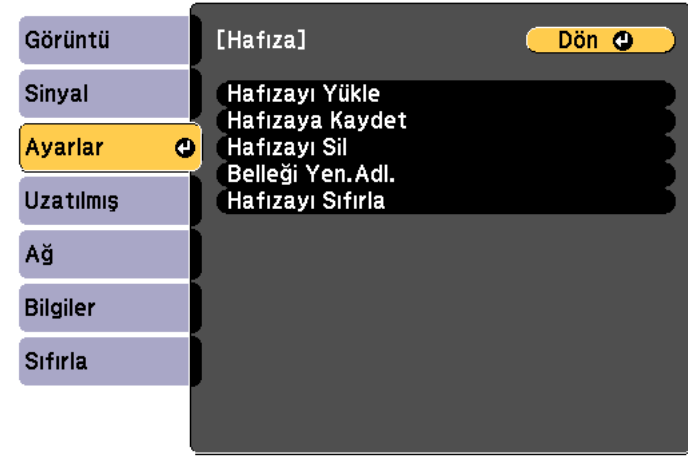 Görüntü
Sinyal
Ayarlar
Uzatılmış
Ağ
Bilgiler
Sıfırla
[Hafıza]
Dön
Hafızayı Yükle
Hafızaya Kaydet
Hafızayı Sil
Belleği Yen.Adl.
Hafızayı Sıfırla